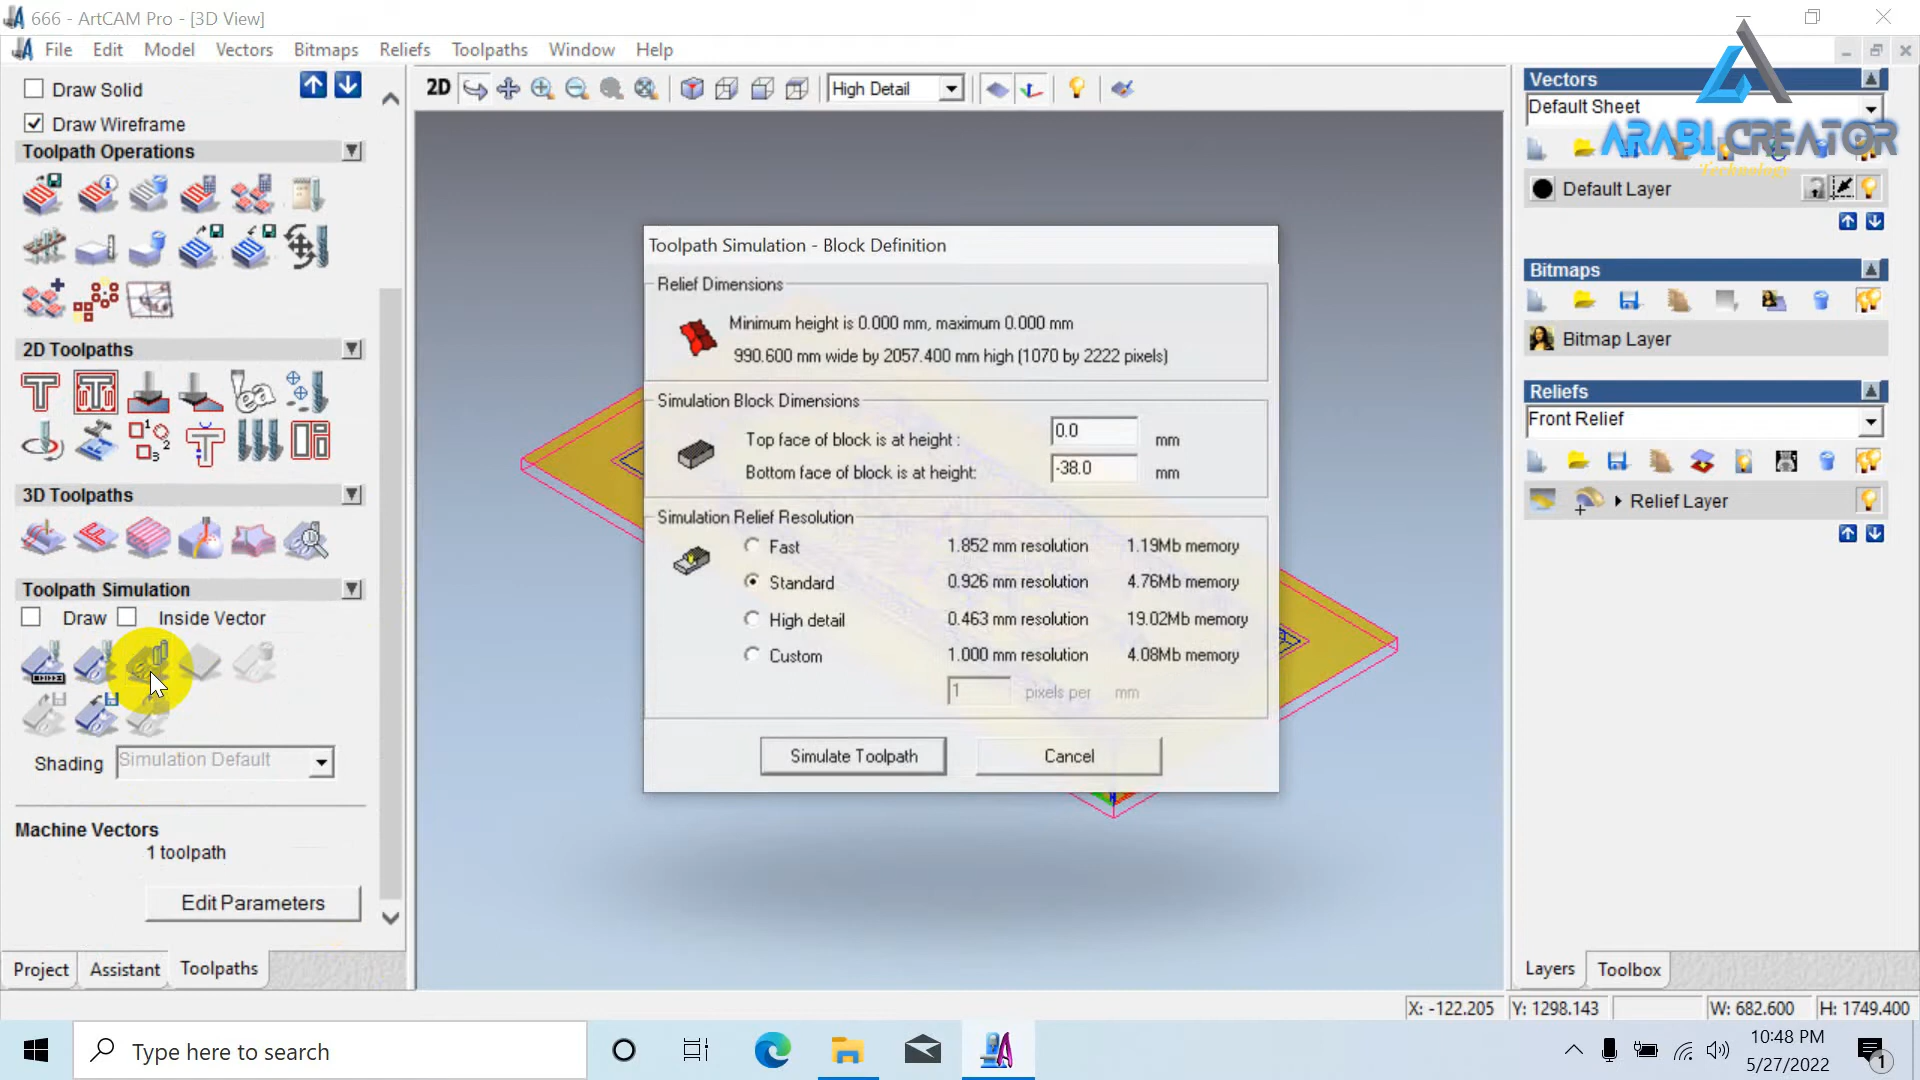 666 - ArtCAM Pro - [3D View]
File Edit Model Vectors Bitmaps Reliefs Toolpaths Window Help
Draw Solid
Draw Wireframe
Toolpath Operations
2D Toolpaths
3D Toolpaths
Toolpath Simulation
Draw Inside Vector
Shading Simulation Default
Machine Vectors
1 toolpath
Edit Parameters
Project Assistant Toolpaths
2D High Detail
Toolpath Simulation - Block Definition
Relief Dimensions
Minimum height is 0.000 mm, maximum 0.000 mm
990.600 mm wide by 2057.400 mm high (1070 by 2222 pixels)
Simulation Block Dimensions
Top face of block is at height : 0.0 mm
Bottom face of block is at height: -38.0 mm
Simulation Relief Resolution
Fast 1.852 mm resolution 1.19Mb memory
Standard 0.926 mm resolution 4.76Mb memory
High detail 0.463 mm resolution 19.02Mb memory
Custom 1.000 mm resolution 4.08Mb memory
1 pixels per mm
Simulate Toolpath Cancel
Vectors
Default Sheet
ARABI CREATOR
Technology
Default Layer
Bitmaps
Bitmap Layer
Reliefs
Front Relief
Relief Layer
Layers Toolbox
X: -122.205 Y: 1298.143 W: 682.600 H: 1749.400
Type here to search
10:48 PM
5/27/2022
1